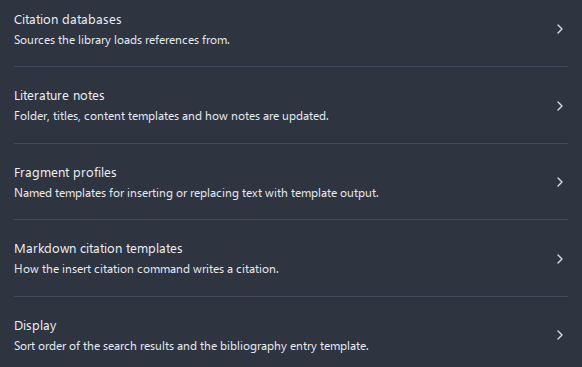 Citation databases
Sources the library loads references from.
Literature notes
Folder, titles, content templates and how notes are updated.
Fragment profiles
Named templates for inserting or replacing text with template output.
Markdown citation templates
How the insert citation command writes a citation.
Display
Sort order of the search results and the bibliography entry template.